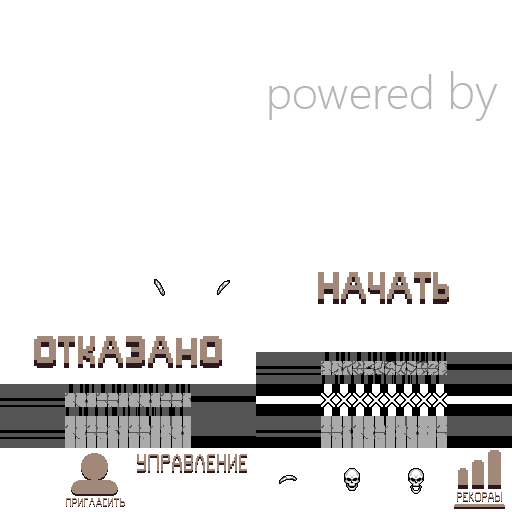 powered by
НАЧАТЬ
ОТКАЗАНО
УПРАВЛЕНИЕ
ПРИГЛАСИТЬ
РЕКОРДЫ